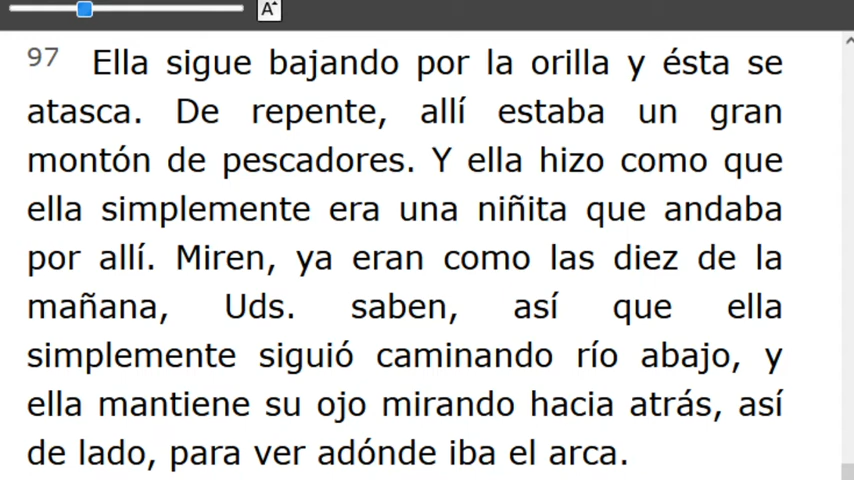 A
97 Ella sigue bajando por la orilla y ésta se
atasca. De repente, allí estaba un gran
montón de pescadores. Y ella hizo como que
ella simplemente era una niñita que andaba
por allí. Miren, ya eran como las diez de la
mañana, Uds. saben, así que ella
simplemente siguió caminando río abajo, y
ella mantiene su ojo mirando hacia atrás, así
de lado, para ver adónde iba el arca.